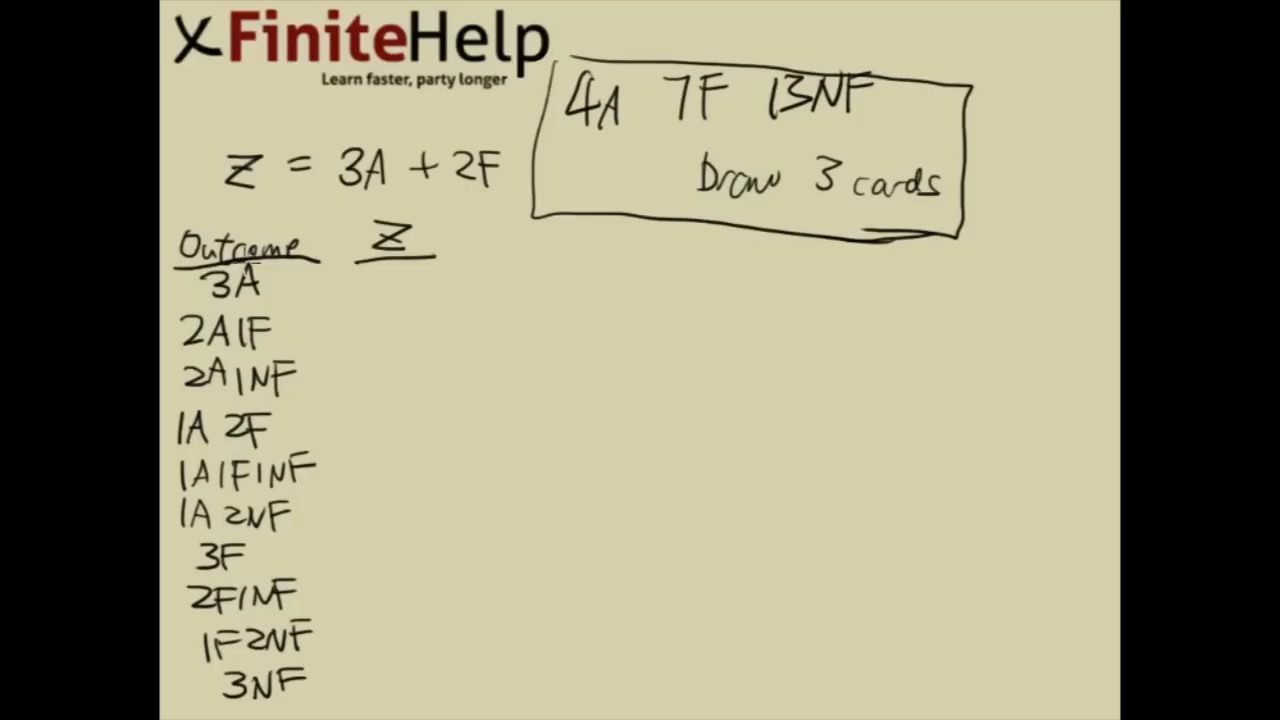 xFiniteHelp
Learn faster, party longer
4A 7F 13NF
Draw 3 cards
Z = 3A + 2F
Outcome Z
3A
2A1F
2A1NF
1A 2F
1A1F1NF
1A 2NF
3F
2F1NF
1F2NF
3NF